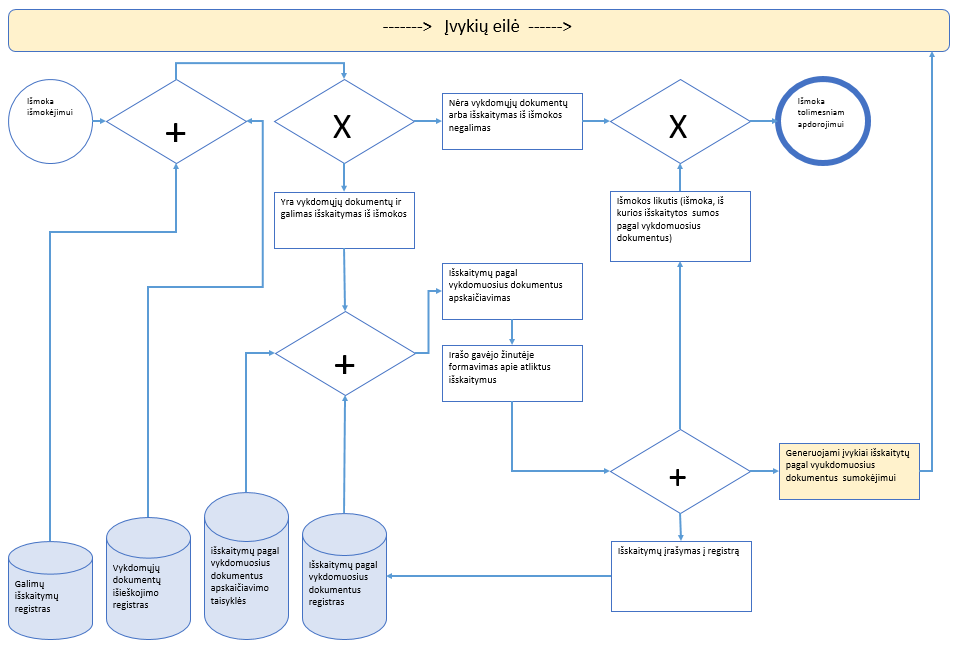 -------> Įvykių eilė ------>
Išmoka
išmokėjimui
+
X
Nėra vykdomųjų dokumentų
arba išskaitymas iš išmokos
negalimas
X
Išmoka
tolimesniam
apdorojimui
Yra vykdomųjų dokumentų ir
galimas išskaitymas iš išmokos
Išmokos likutis (išmoka, iš
kurios išskaitytos sumos
pagal vykdomuosius
dokumentus)
Išskaitymų pagal
vykdomuosius dokumentus
apskaičiavimas
+
Irašo gavėjo žinutėje
formavimas apie atliktus
išskaitymus
+
Generuojami įvykiai išskaitytų
pagal vyukdomuosius
dokumentus sumokėjimui
Išskaitymų įrašymas į registrą
Galimų
išskaitymų
registras
Vykdomųjų
dokumentų
išieškojimo
registras
išskaitymų pagal
vykdomuosius
dokumentus
apskaičiavimo
taisyklės
Išskaitymų pagal
vykdomuosius
dokumentus
registras